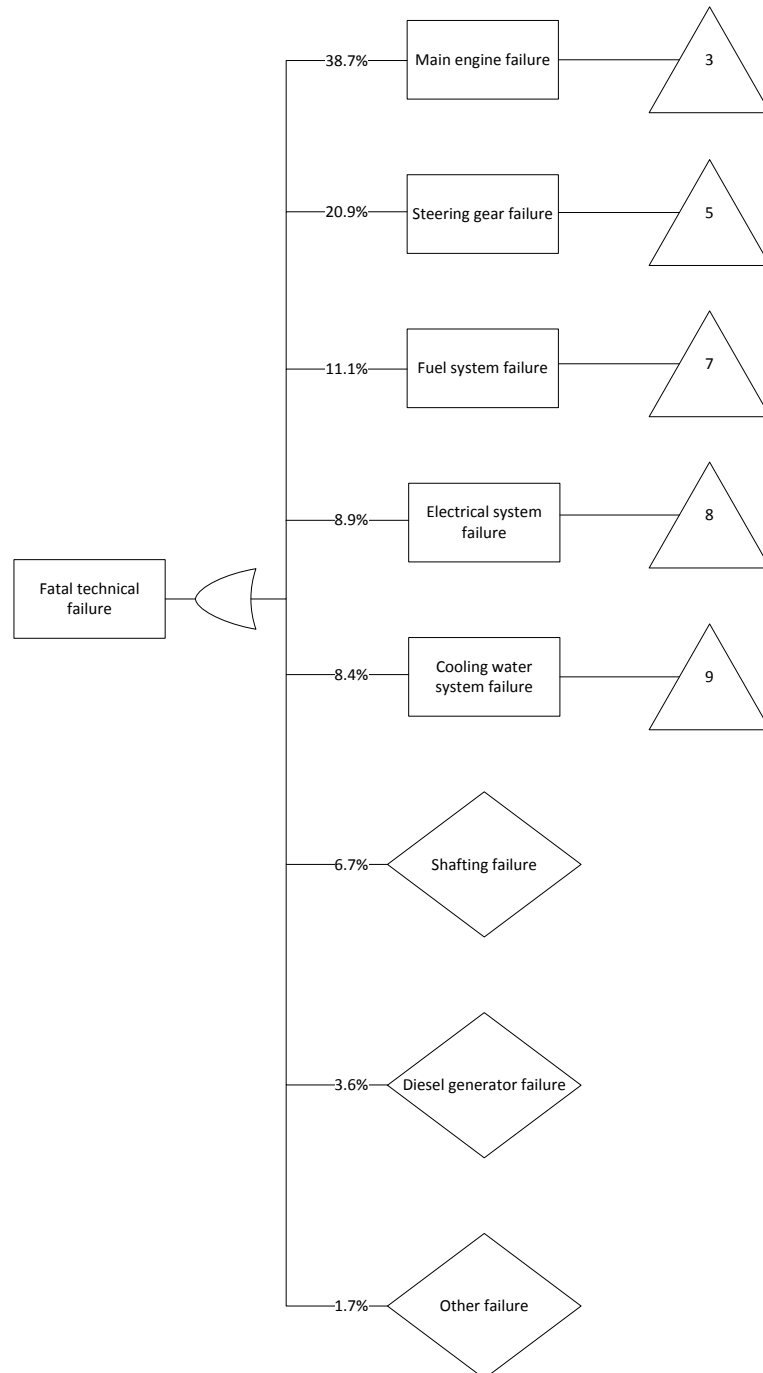 38.7%
Main engine failure
3
20.9%
Steering gear failure
5
11.1%
Fuel system failure
7
8.9%
Electrical system
failure
8
Fatal technical
failure
8.4%
Cooling water
system failure
9
6.7%
Shafting failure
3.6%
Diesel generator failure
1.7%
Other failure